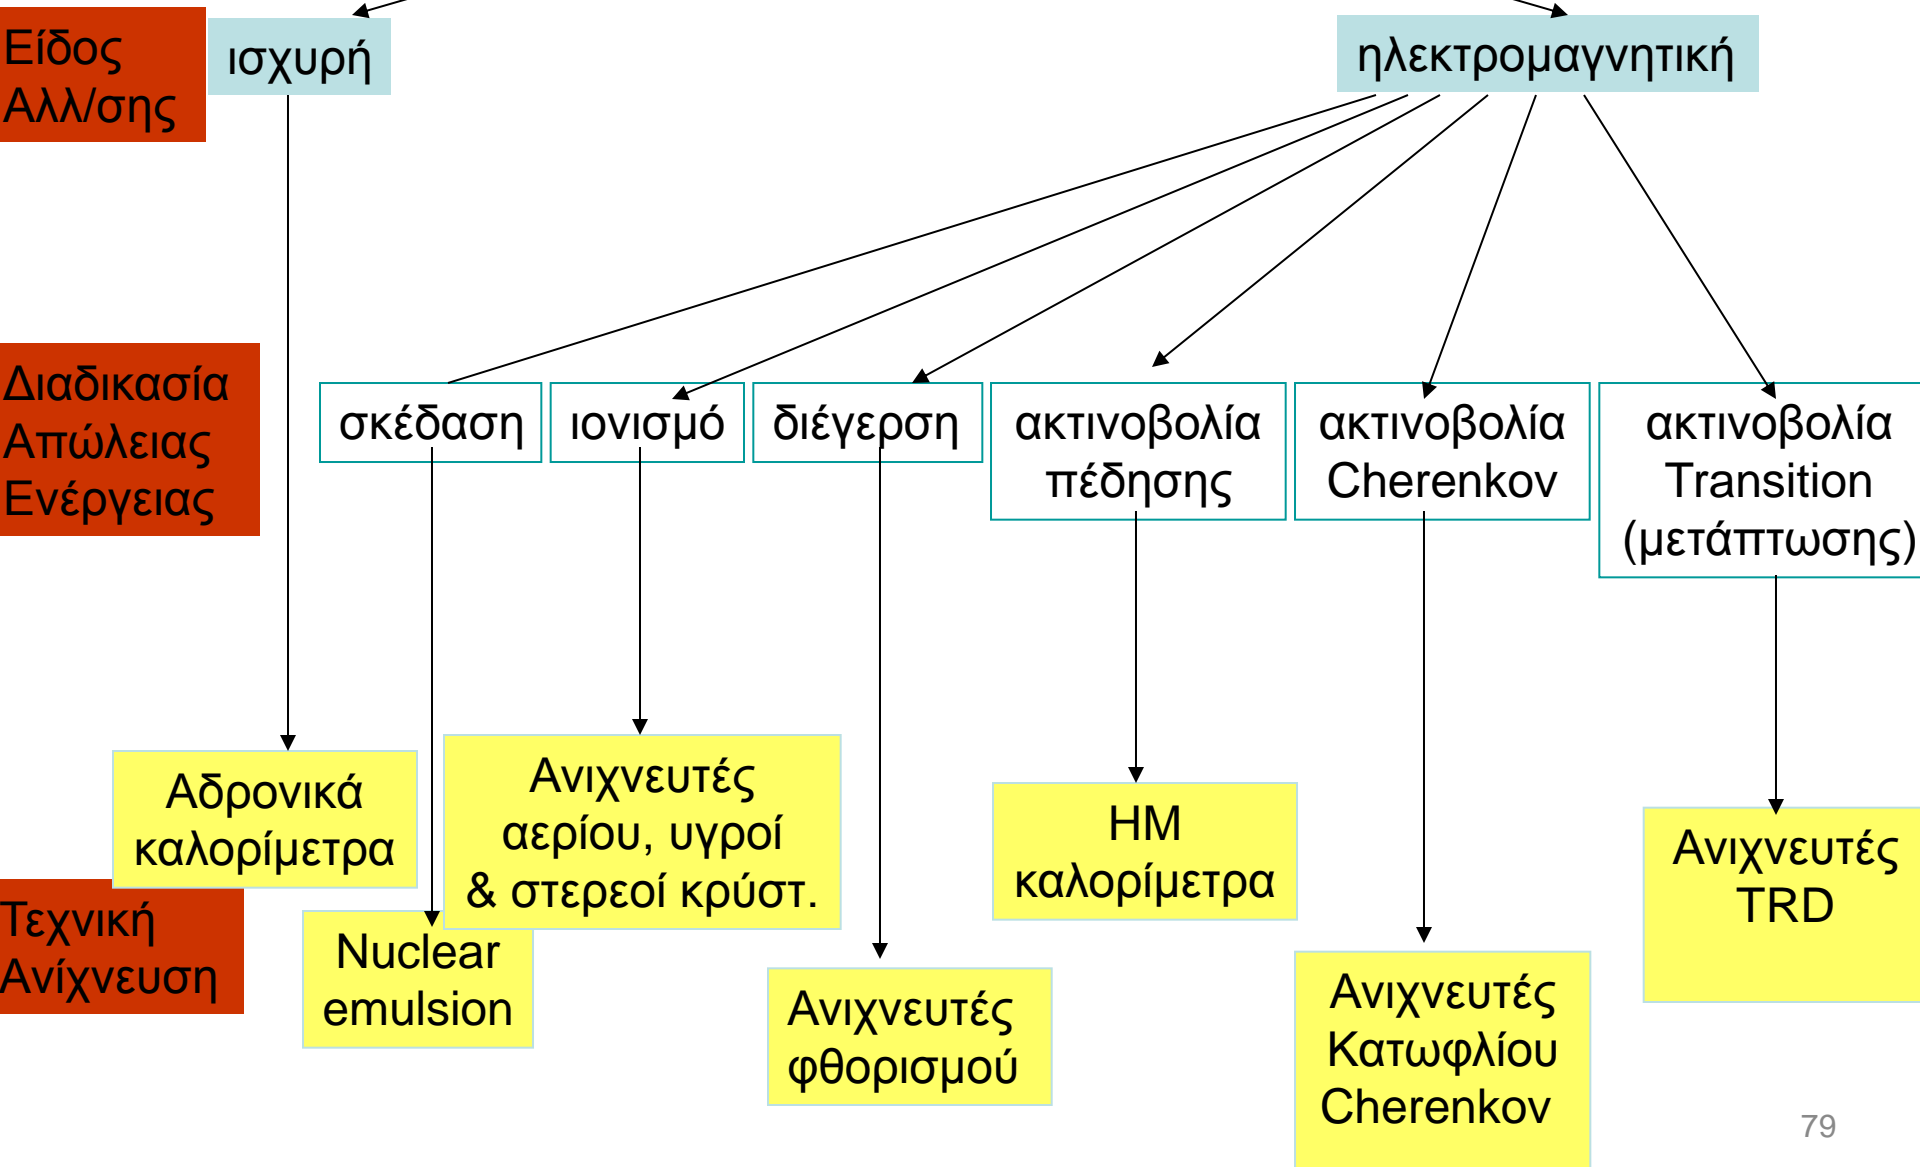 Είδος
Αλλ/σης
ισχυρή
ηλεκτρομαγνητική
Διαδικασία
Απώλειας
Ενέργειας
σκέδαση
ιονισμό
διέγερση
ακτινοβολία
πέδησης
ακτινοβολία
Cherenkov
ακτινοβολία
Transition
(μετάπτωσης)
Τεχνική
Ανίχνευση
Αδρονικά
καλορίμετρα
Nuclear
emulsion
Ανιχνευτές
αερίου, υγροί
& στερεοί κρύστ.
Ανιχνευτές
φθορισμού
ΗΜ
καλορίμετρα
Ανιχνευτές
Κατωφλίου
Cherenkov
Ανιχνευτές
TRD
79